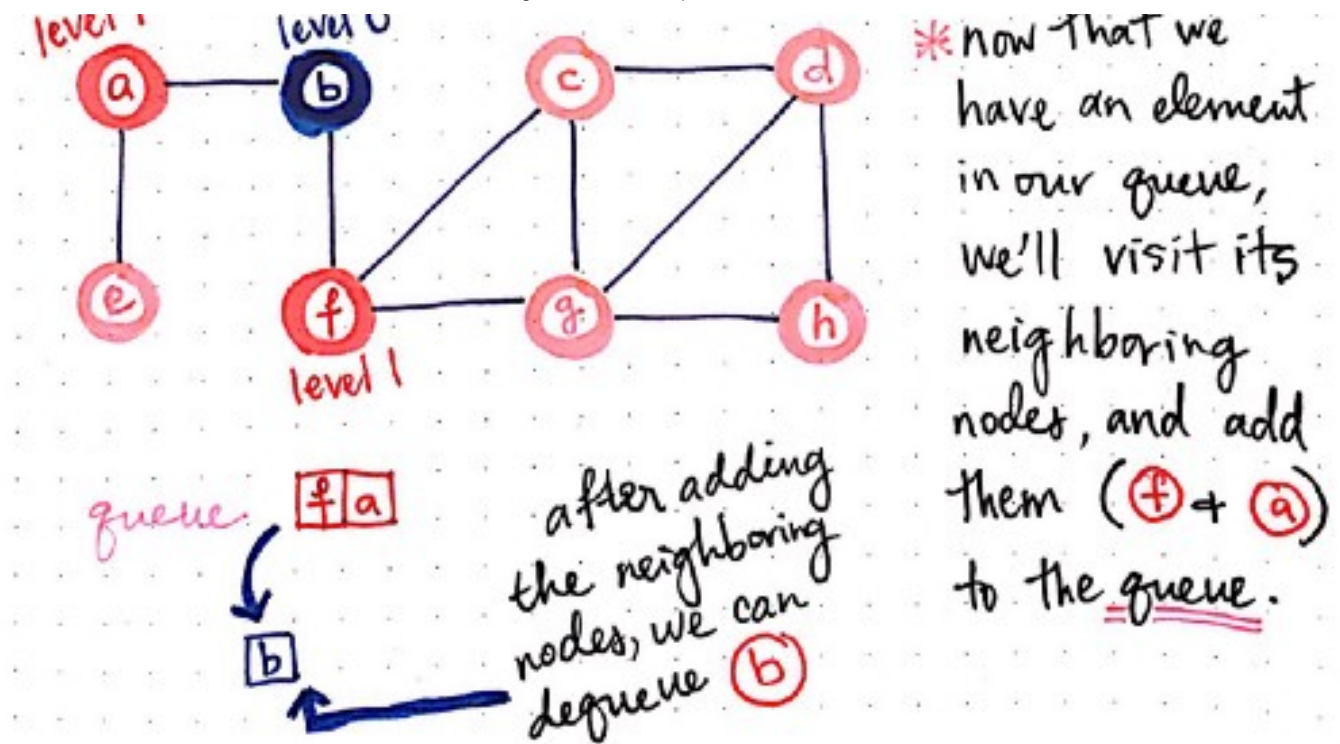 level 1
level 0
a
b
c
d
e
f
g
h
level 1
queue
f a
b
after adding
the neighboring
nodes, we can
dequeue b
* now that we
have an element
in our queue,
we'll visit its
neighboring
nodes, and add
them (f + a)
to the queue.